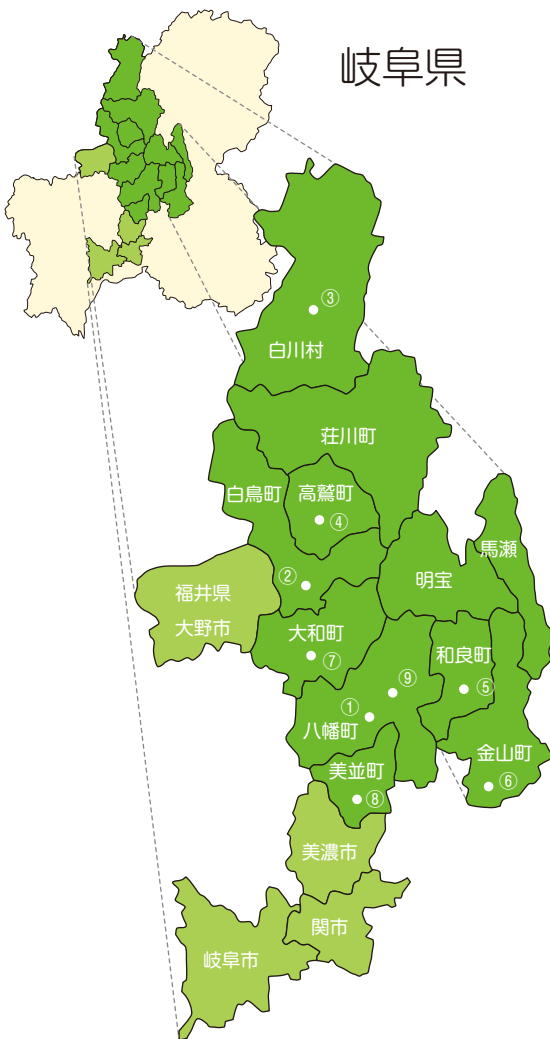 岐阜県
③
白川村
荘川町
白鳥町
高鷲町
④
馬瀬
②
明宝
福井県
大野市
大和町
⑦
和良町
⑤
⑨
①
八幡町
金山町
⑥
美並町
⑧
美濃市
関市
岐阜市